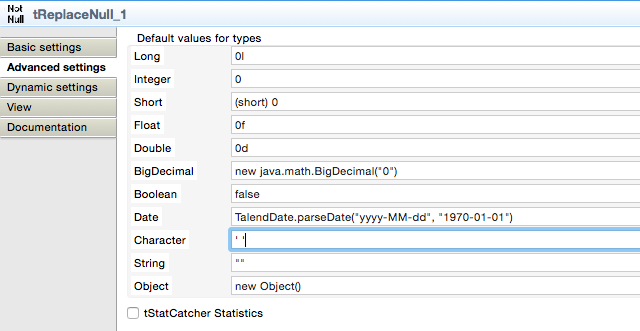 Not
Null
tReplaceNull_1
Basic settings
Advanced settings
Dynamic settings
View
Documentation
Default values for types
Long 0l
Integer 0
Short (short) 0
Float 0f
Double 0d
BigDecimal new java.math.BigDecimal("0")
Boolean false
Date TalendDate.parseDate("yyyy-MM-dd", "1970-01-01")
Character ' '
String ""
Object new Object()
tStatCatcher Statistics